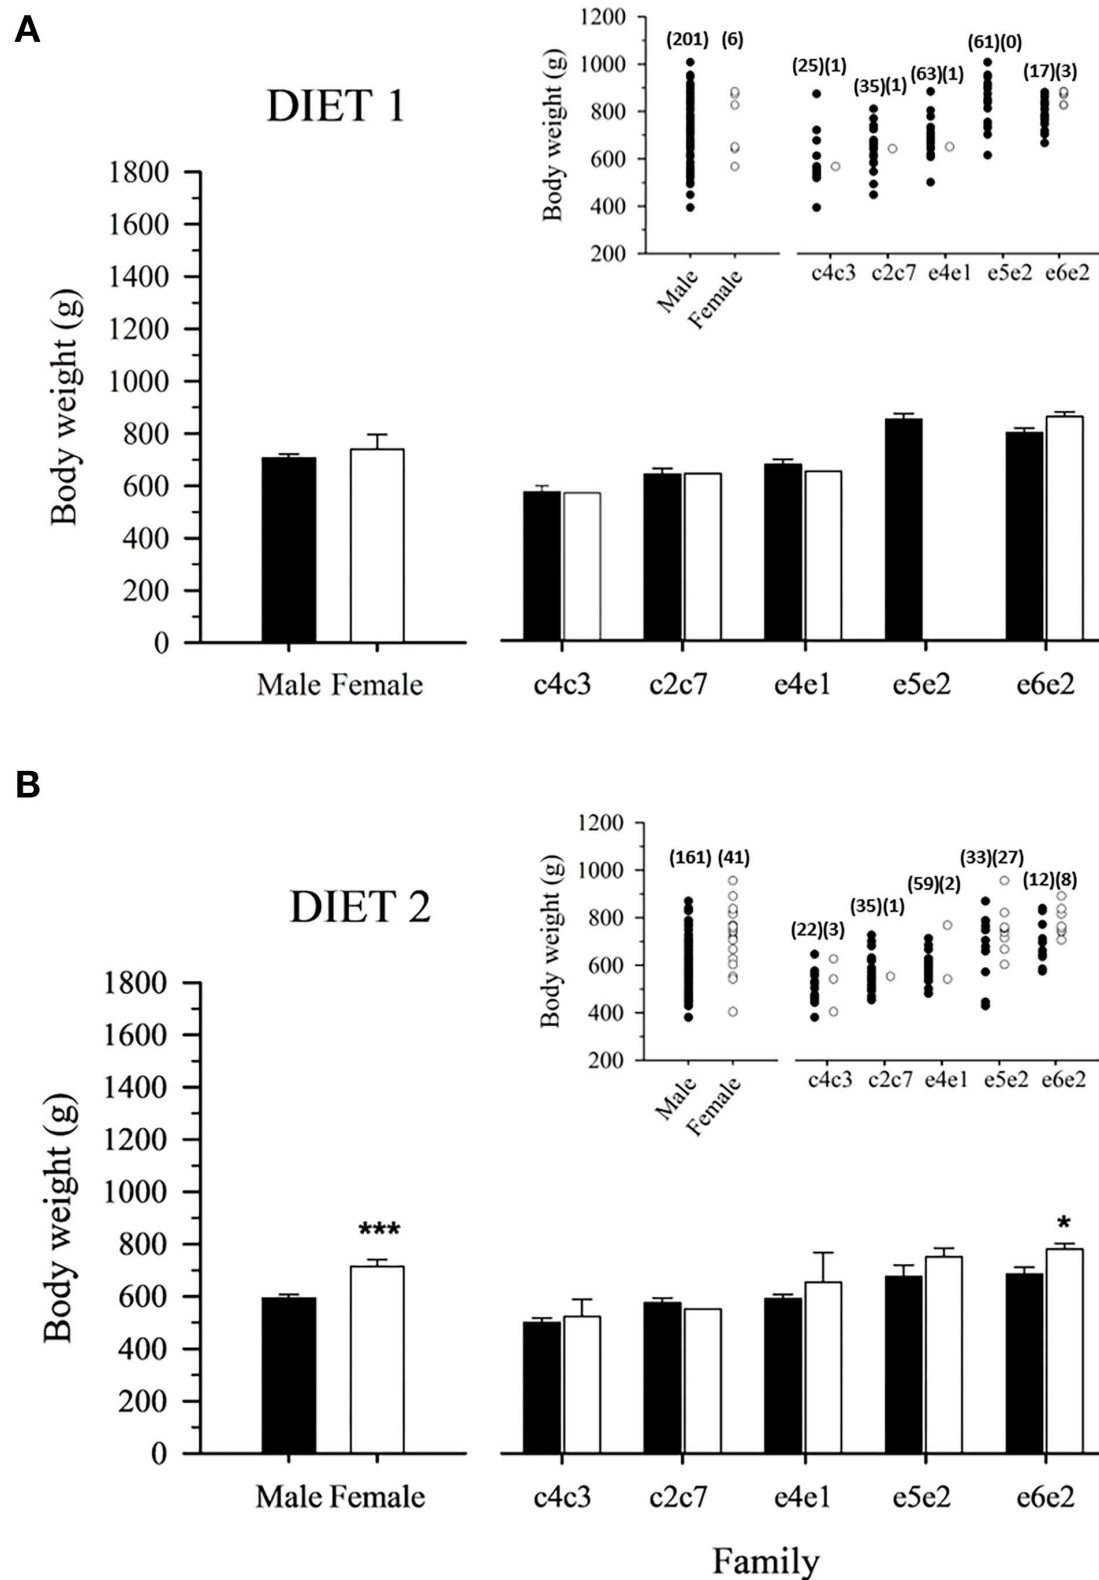 A
DIET 1
Body weight (g)
1800
1600
1400
1200
1000
800
600
400
200
0
Male Female
c4c3 c2c7 e4e1 e5e2 e6e2
Body weight (g)
1200
1000
800
600
400
200
(201) (6)
(25)(1) (35)(1) (63)(1) (61)(0) (17)(3)
Male Female
c4c3 c2c7 e4e1 e5e2 e6e2
B
DIET 2
Body weight (g)
1800
1600
1400
1200
1000
800
600
400
200
0
***
*
Male Female
c4c3 c2c7 e4e1 e5e2 e6e2
Body weight (g)
1200
1000
800
600
400
200
(161) (41)
(22)(3) (35)(1) (59)(2) (33)(27) (12)(8)
Male Female
c4c3 c2c7 e4e1 e5e2 e6e2
Family